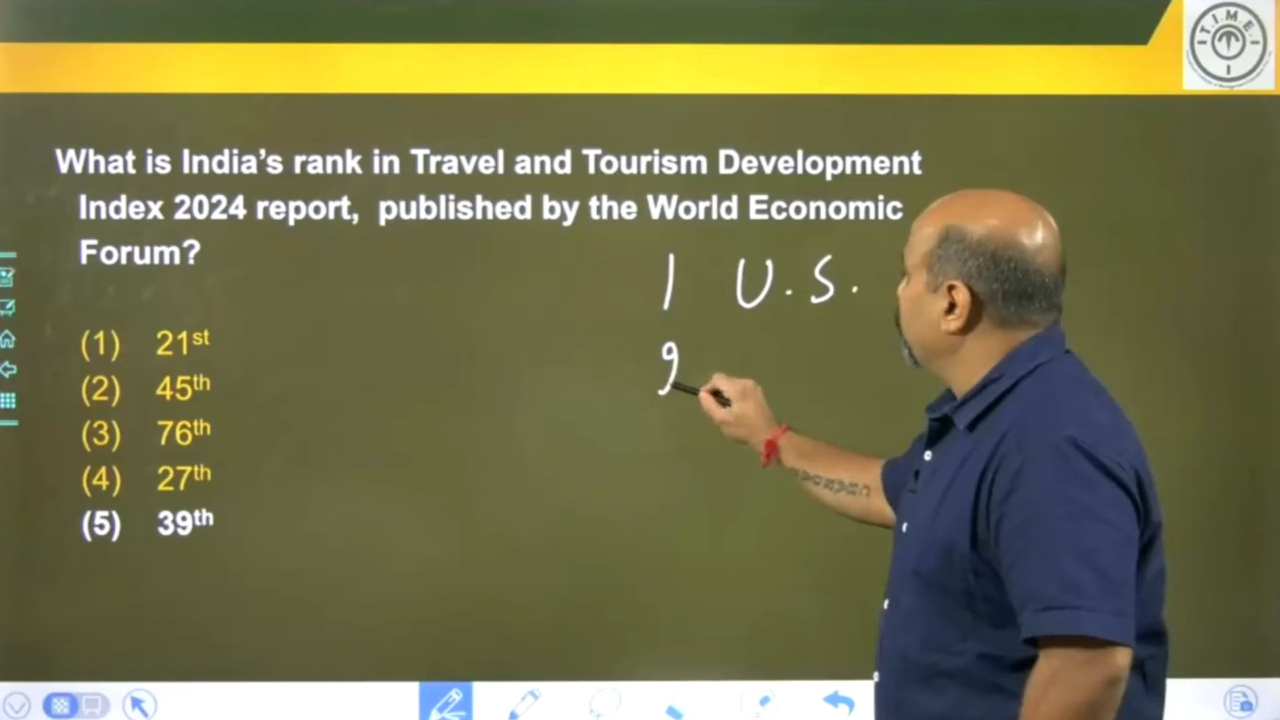 T.I.M.E.
What is India’s rank in Travel and Tourism Development
Index 2024 report, published by the World Economic
Forum?
1 U.S.
9
(1) 21st
(2) 45th
(3) 76th
(4) 27th
(5) 39th